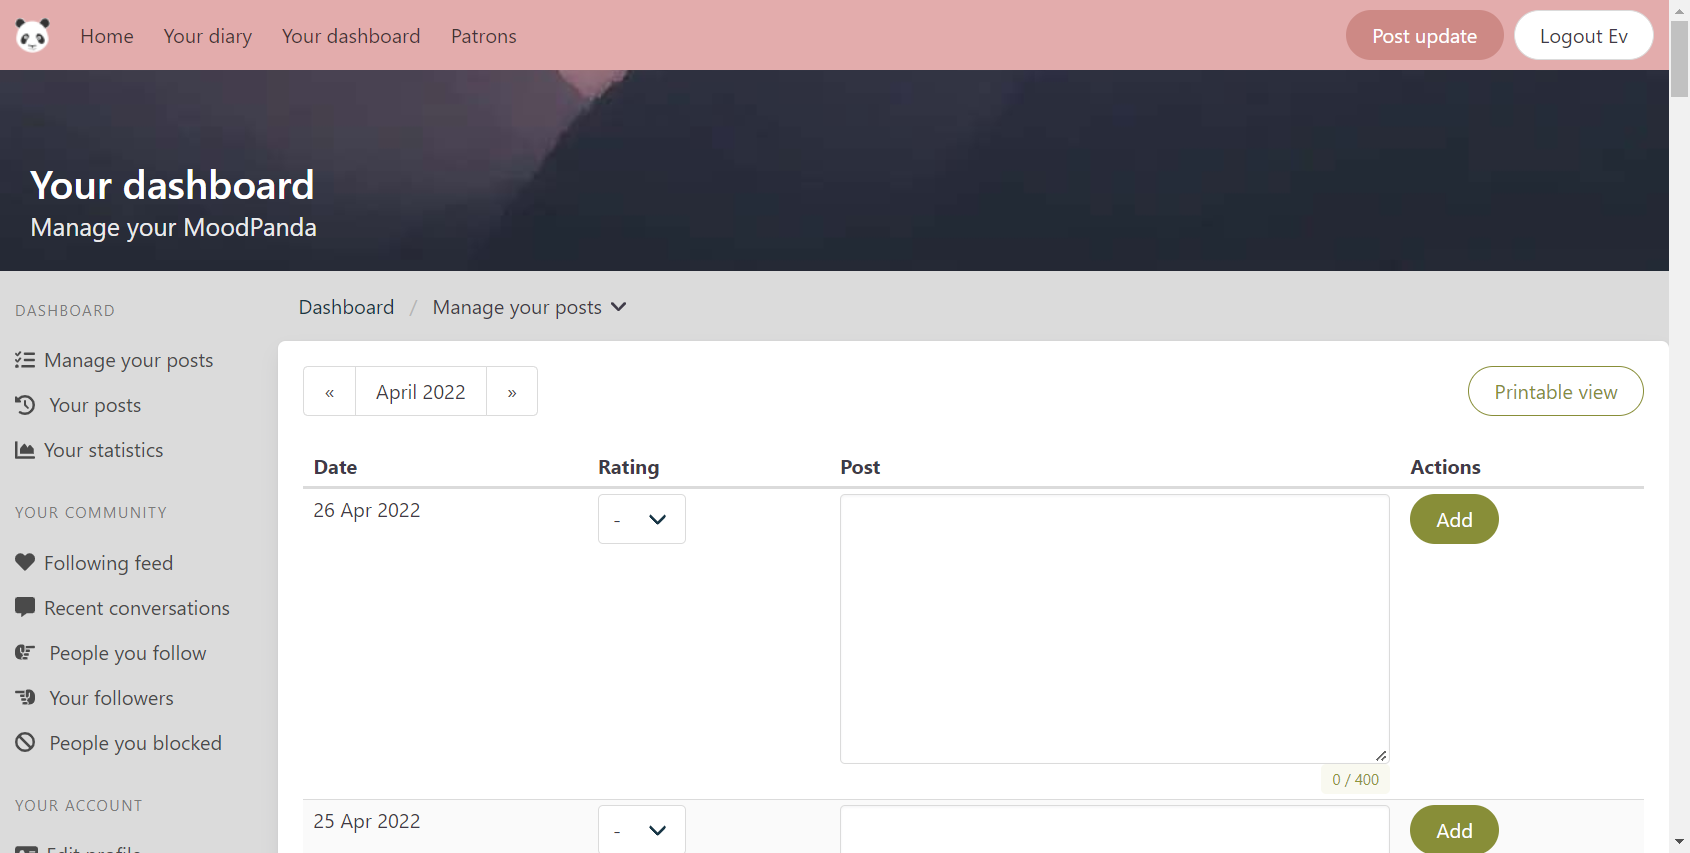 Home Your diary Your dashboard Patrons Post update Logout Ev
Your dashboard
Manage your MoodPanda
DASHBOARD
Manage your posts
Your posts
Your statistics
YOUR COMMUNITY
Following feed
Recent conversations
People you follow
Your followers
People you blocked
YOUR ACCOUNT
Edit profile
Dashboard / Manage your posts
« April 2022 » Printable view
Date Rating Post Actions
26 Apr 2022 - Add
0 / 400
25 Apr 2022 - Add